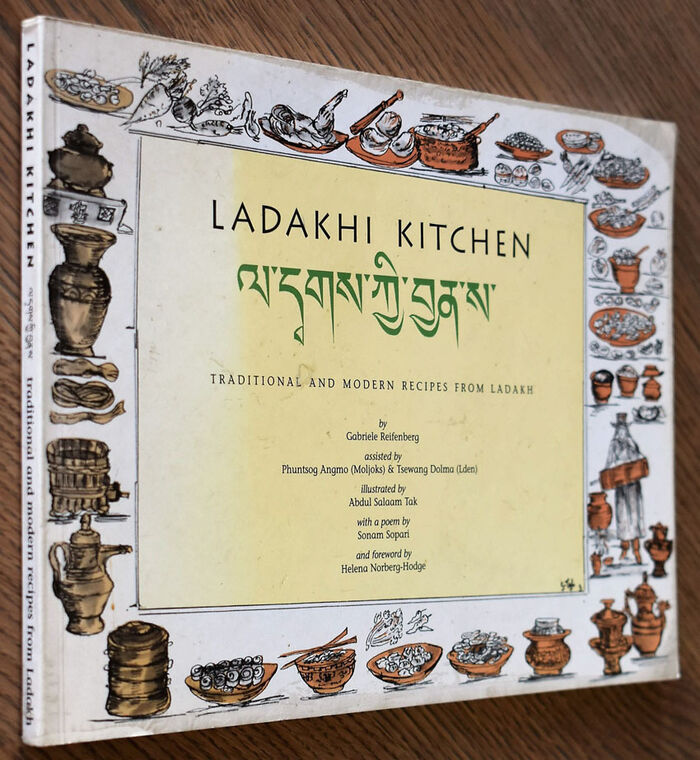 LADAKHI KITCHEN
ལ་དྭགས་ཀྱི་བྱན་ས་
TRADITIONAL AND MODERN RECIPES FROM LADAKH
by
Gabriele Reifenberg
assisted by
Phuntsog Angmo (Moljoks) & Tsewang Dolma (Lden)
illustrated by
Abdul Salaam Tak
with a poem by
Sonam Sopari
and foreword by
Helena Norberg-Hodge
LADAKHI KITCHEN ལ་དྭགས་ཀྱི་བྱན་ས་ traditional and modern recipes from Ladakh